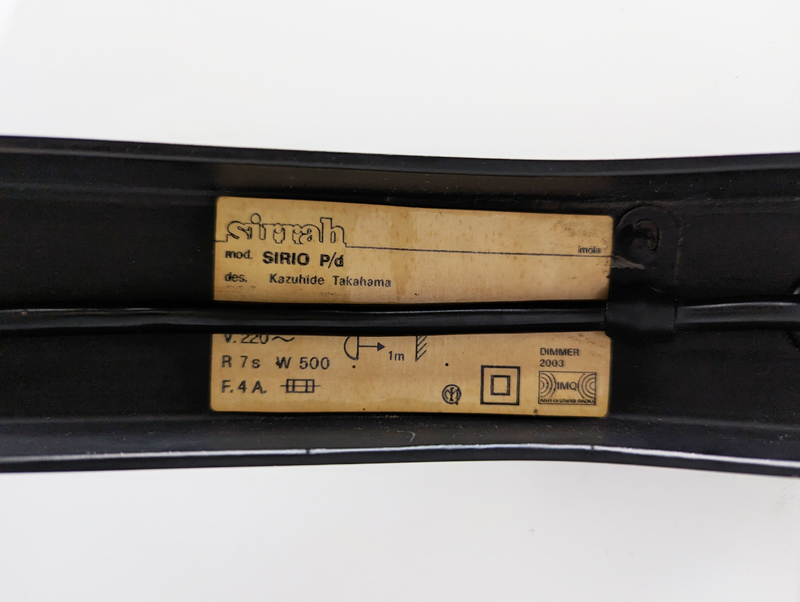 sirrah
imola
mod. SIRIO P/d
des. Kazuhide Takahama
V. 220 ~
1m
R 7s W 500
F. 4 A.
DIMMER
2003
IMQ